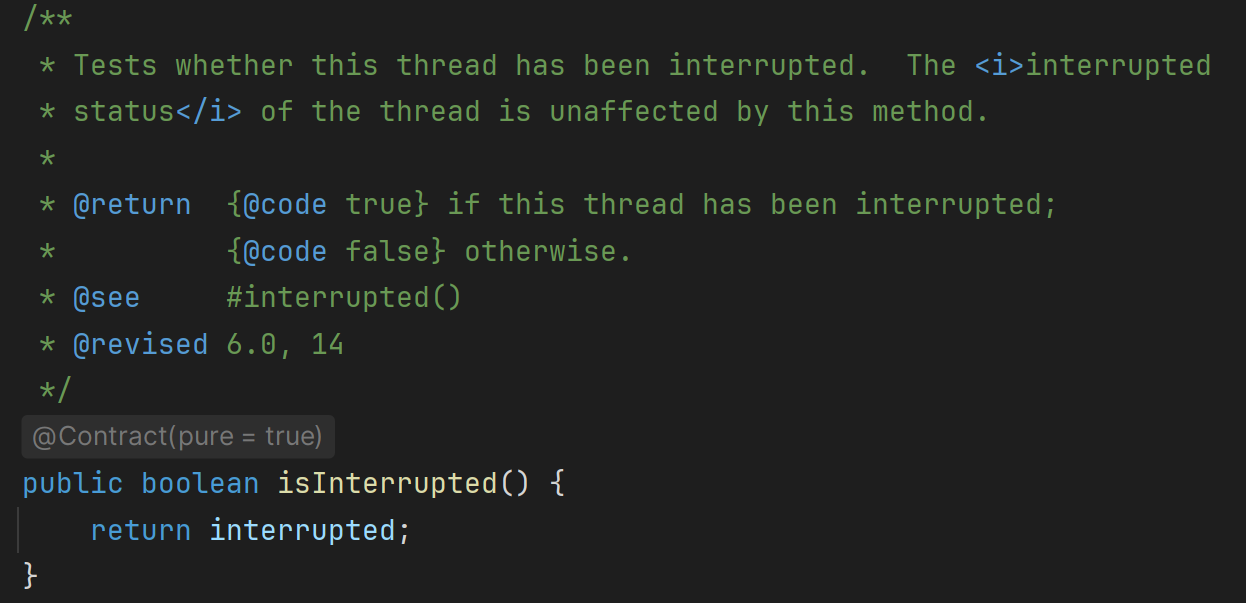 /**
 * Tests whether this thread has been interrupted.  The <i>interrupted
 * status</i> of the thread is unaffected by this method.
 *
 * @return  {@code true} if this thread has been interrupted;
 *          {@code false} otherwise.
 * @see     #interrupted()
 * @revised 6.0, 14
 */
@Contract(pure = true)
public boolean isInterrupted() {
    return interrupted;
}